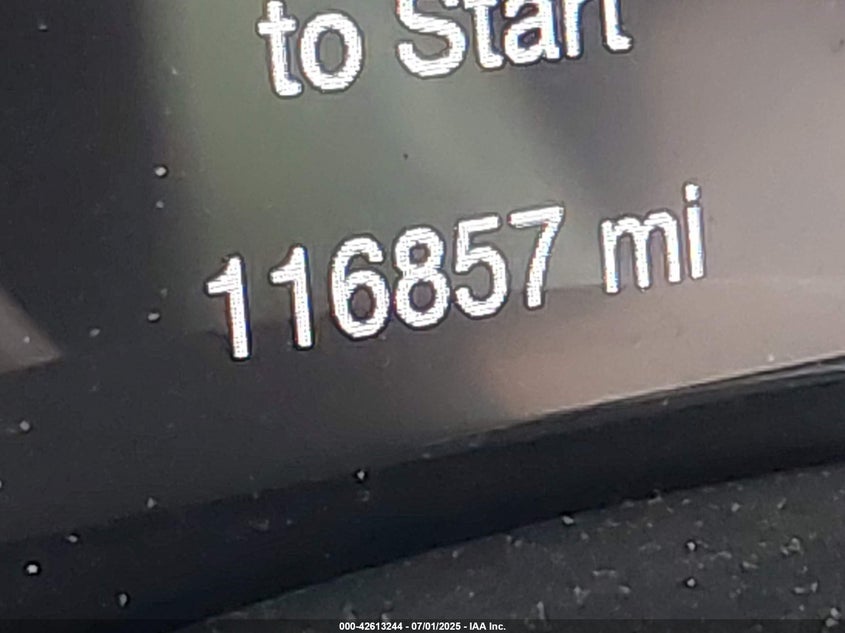 to Start
116857 mi
000-42613244 - 07/01/2025 - IAA Inc.